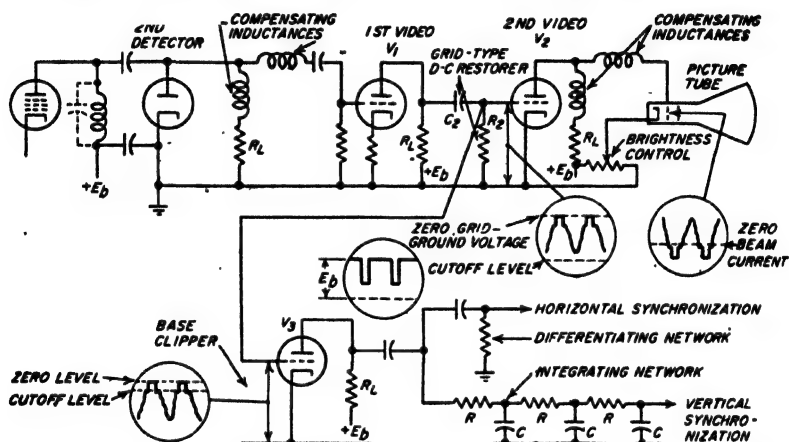 2ND
DETECTOR
COMPENSATING
INDUCTANCES
1ST VIDEO
V1
GRID-TYPE
D-C RESTORER
2ND VIDEO
V2
COMPENSATING
INDUCTANCES
PICTURE
TUBE
RL
+Eb
RL
+Eb
C2
R2
RL
+Eb
BRIGHTNESS
CONTROL
ZERO GRID-
GROUND VOLTAGE
CUTOFF LEVEL
ZERO
BEAM
CURRENT
Eb
BASE
CLIPPER
V3
ZERO LEVEL
CUTOFF LEVEL
RL
+Eb
HORIZONTAL SYNCHRONIZATION
DIFFERENTIATING NETWORK
INTEGRATING NETWORK
R R R
C C C
VERTICAL
SYNCHRO-
NIZATION